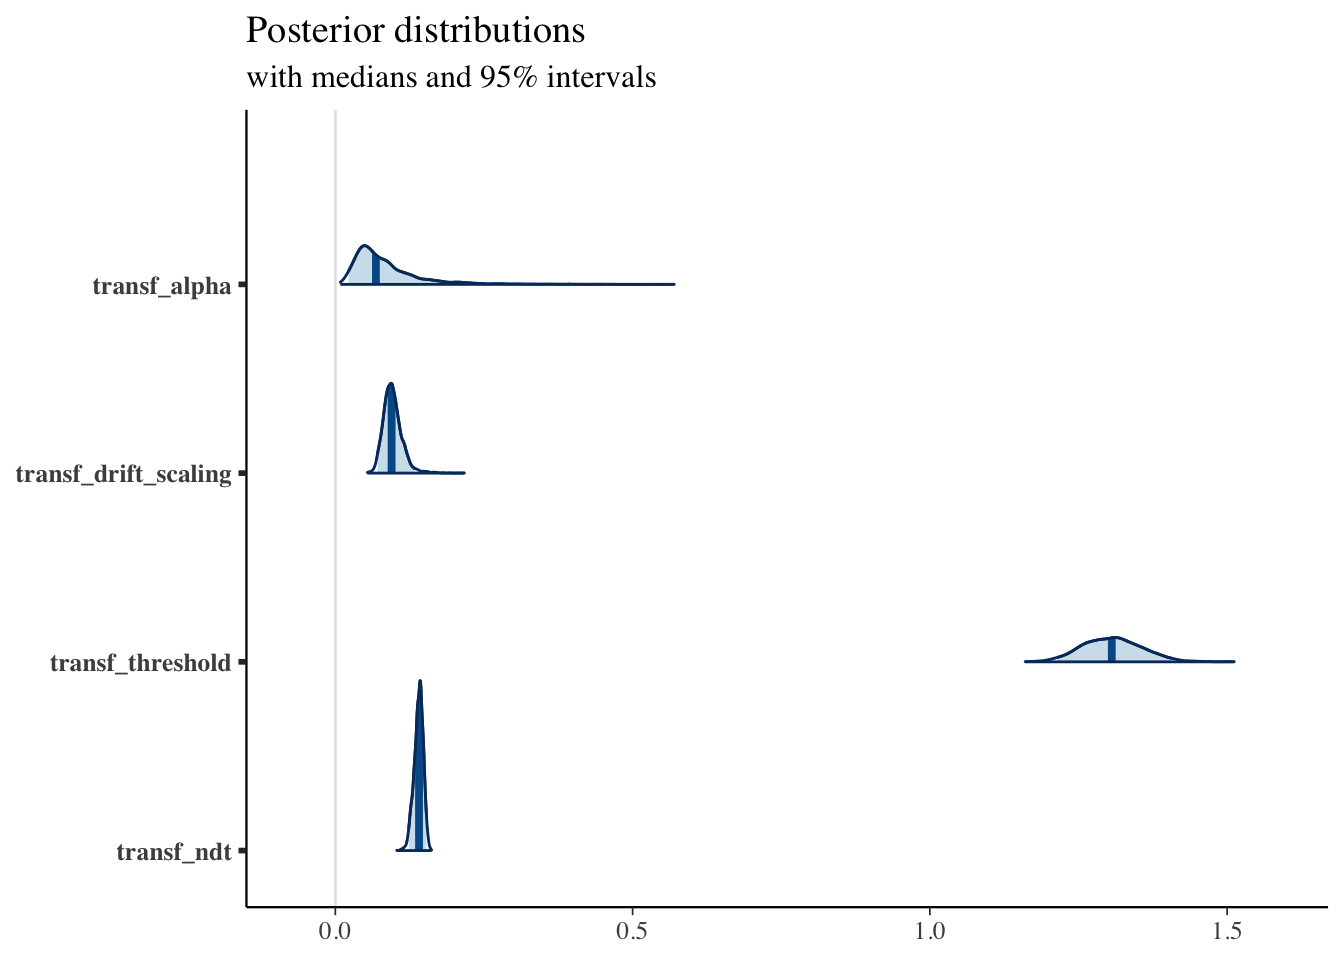 Posterior distributions
with medians and 95% intervals
transf_alpha
transf_drift_scaling
transf_threshold
transf_ndt
0.0 0.5 1.0 1.5